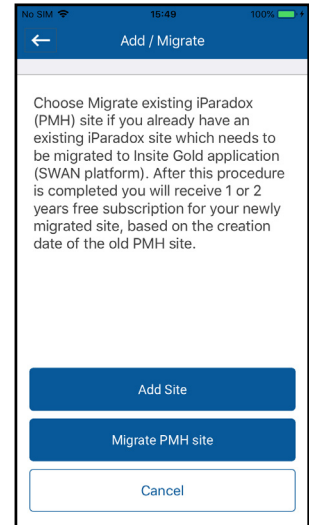 No SIM 15:49 100%
Add / Migrate
Choose Migrate existing iParadox
(PMH) site if you already have an
existing iParadox site which needs to
be migrated to Insite Gold application
(SWAN platform). After this procedure
is completed you will receive 1 or 2
years free subscription for your newly
migrated site, based on the creation
date of the old PMH site.
Add Site
Migrate PMH site
Cancel